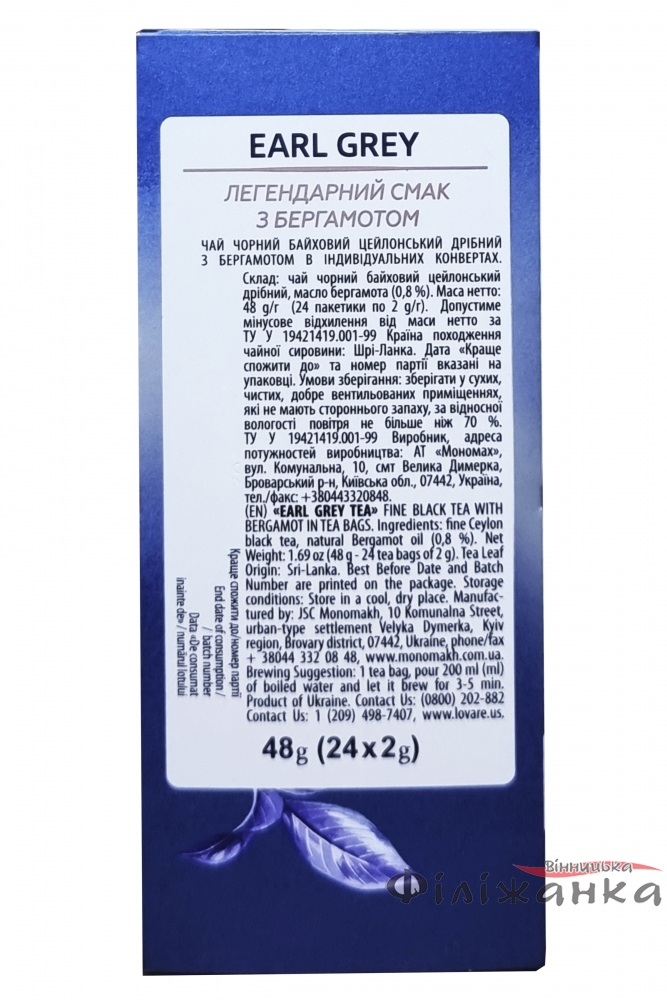 EARL GREY
ЛЕГЕНДАРНИЙ СМАК
З БЕРГАМОТОМ
ЧАЙ ЧОРНИЙ БАЙХОВИЙ ЦЕЙЛОНСЬКИЙ ДРІБНИЙ
З БЕРГАМОТОМ В ІНДИВІДУАЛЬНИХ КОНВЕРТАХ.
Склад: чай чорний байховий цейлонський
дрібний, масло бергамота (0,8 %). Маса нетто:
48 g/г (24 пакетики по 2 g/г). Допустиме
мінусове відхилення від маси нетто за
ТУ У 19421419.001-99 Країна походження
чайної сировини: Шрі-Ланка. Дата «Краще
спожити до» та номер партії вказані на
упаковці. Умови зберігання: зберігати у сухих,
чистих, добре вентильованих приміщеннях,
які не мають стороннього запаху, за відносної
вологості повітря не більше ніж 70 %.
ТУ У 19421419.001-99 Виробник, адреса
потужностей виробництва: АТ «Мономах»,
вул. Комунальна, 10, смт Велика Димерка,
Броварський р-н, Київська обл., 07442, Україна,
тел./факс: +380443320848.
(EN) «EARL GREY TEA» FINE BLACK TEA WITH
BERGAMOT IN TEA BAGS. Ingredients: fine Ceylon
black tea, natural Bergamot oil (0,8 %). Net
Weight: 1.69 oz (48 g - 24 tea bags of 2 g). Tea Leaf
Origin: Sri-Lanka. Best Before Date and Batch
Number are printed on the package. Storage
conditions: Store in a cool, dry place. Manufac-
tured by: JSC Monomakh, 10 Komunalna Street,
urban-type settlement Velyka Dymerka, Kyiv
region, Brovary district, 07442, Ukraine, phone/fax
+ 38044 332 08 48, www.monomakh.com.ua.
Brewing Suggestion: 1 tea bag, pour 200 ml (ml)
of boiled water and let it brew for 3-5 min.
Product of Ukraine. Contact Us: (0800) 202-882
Contact Us: 1 (209) 498-7407, www.lovare.us.
Краще спожити до/номер партії
/ End date of consumption
/ batch number
/ Data «De consumat
înainte de» / numărul lotului
48g (24 x 2g)
Вінницька
Філіжанка